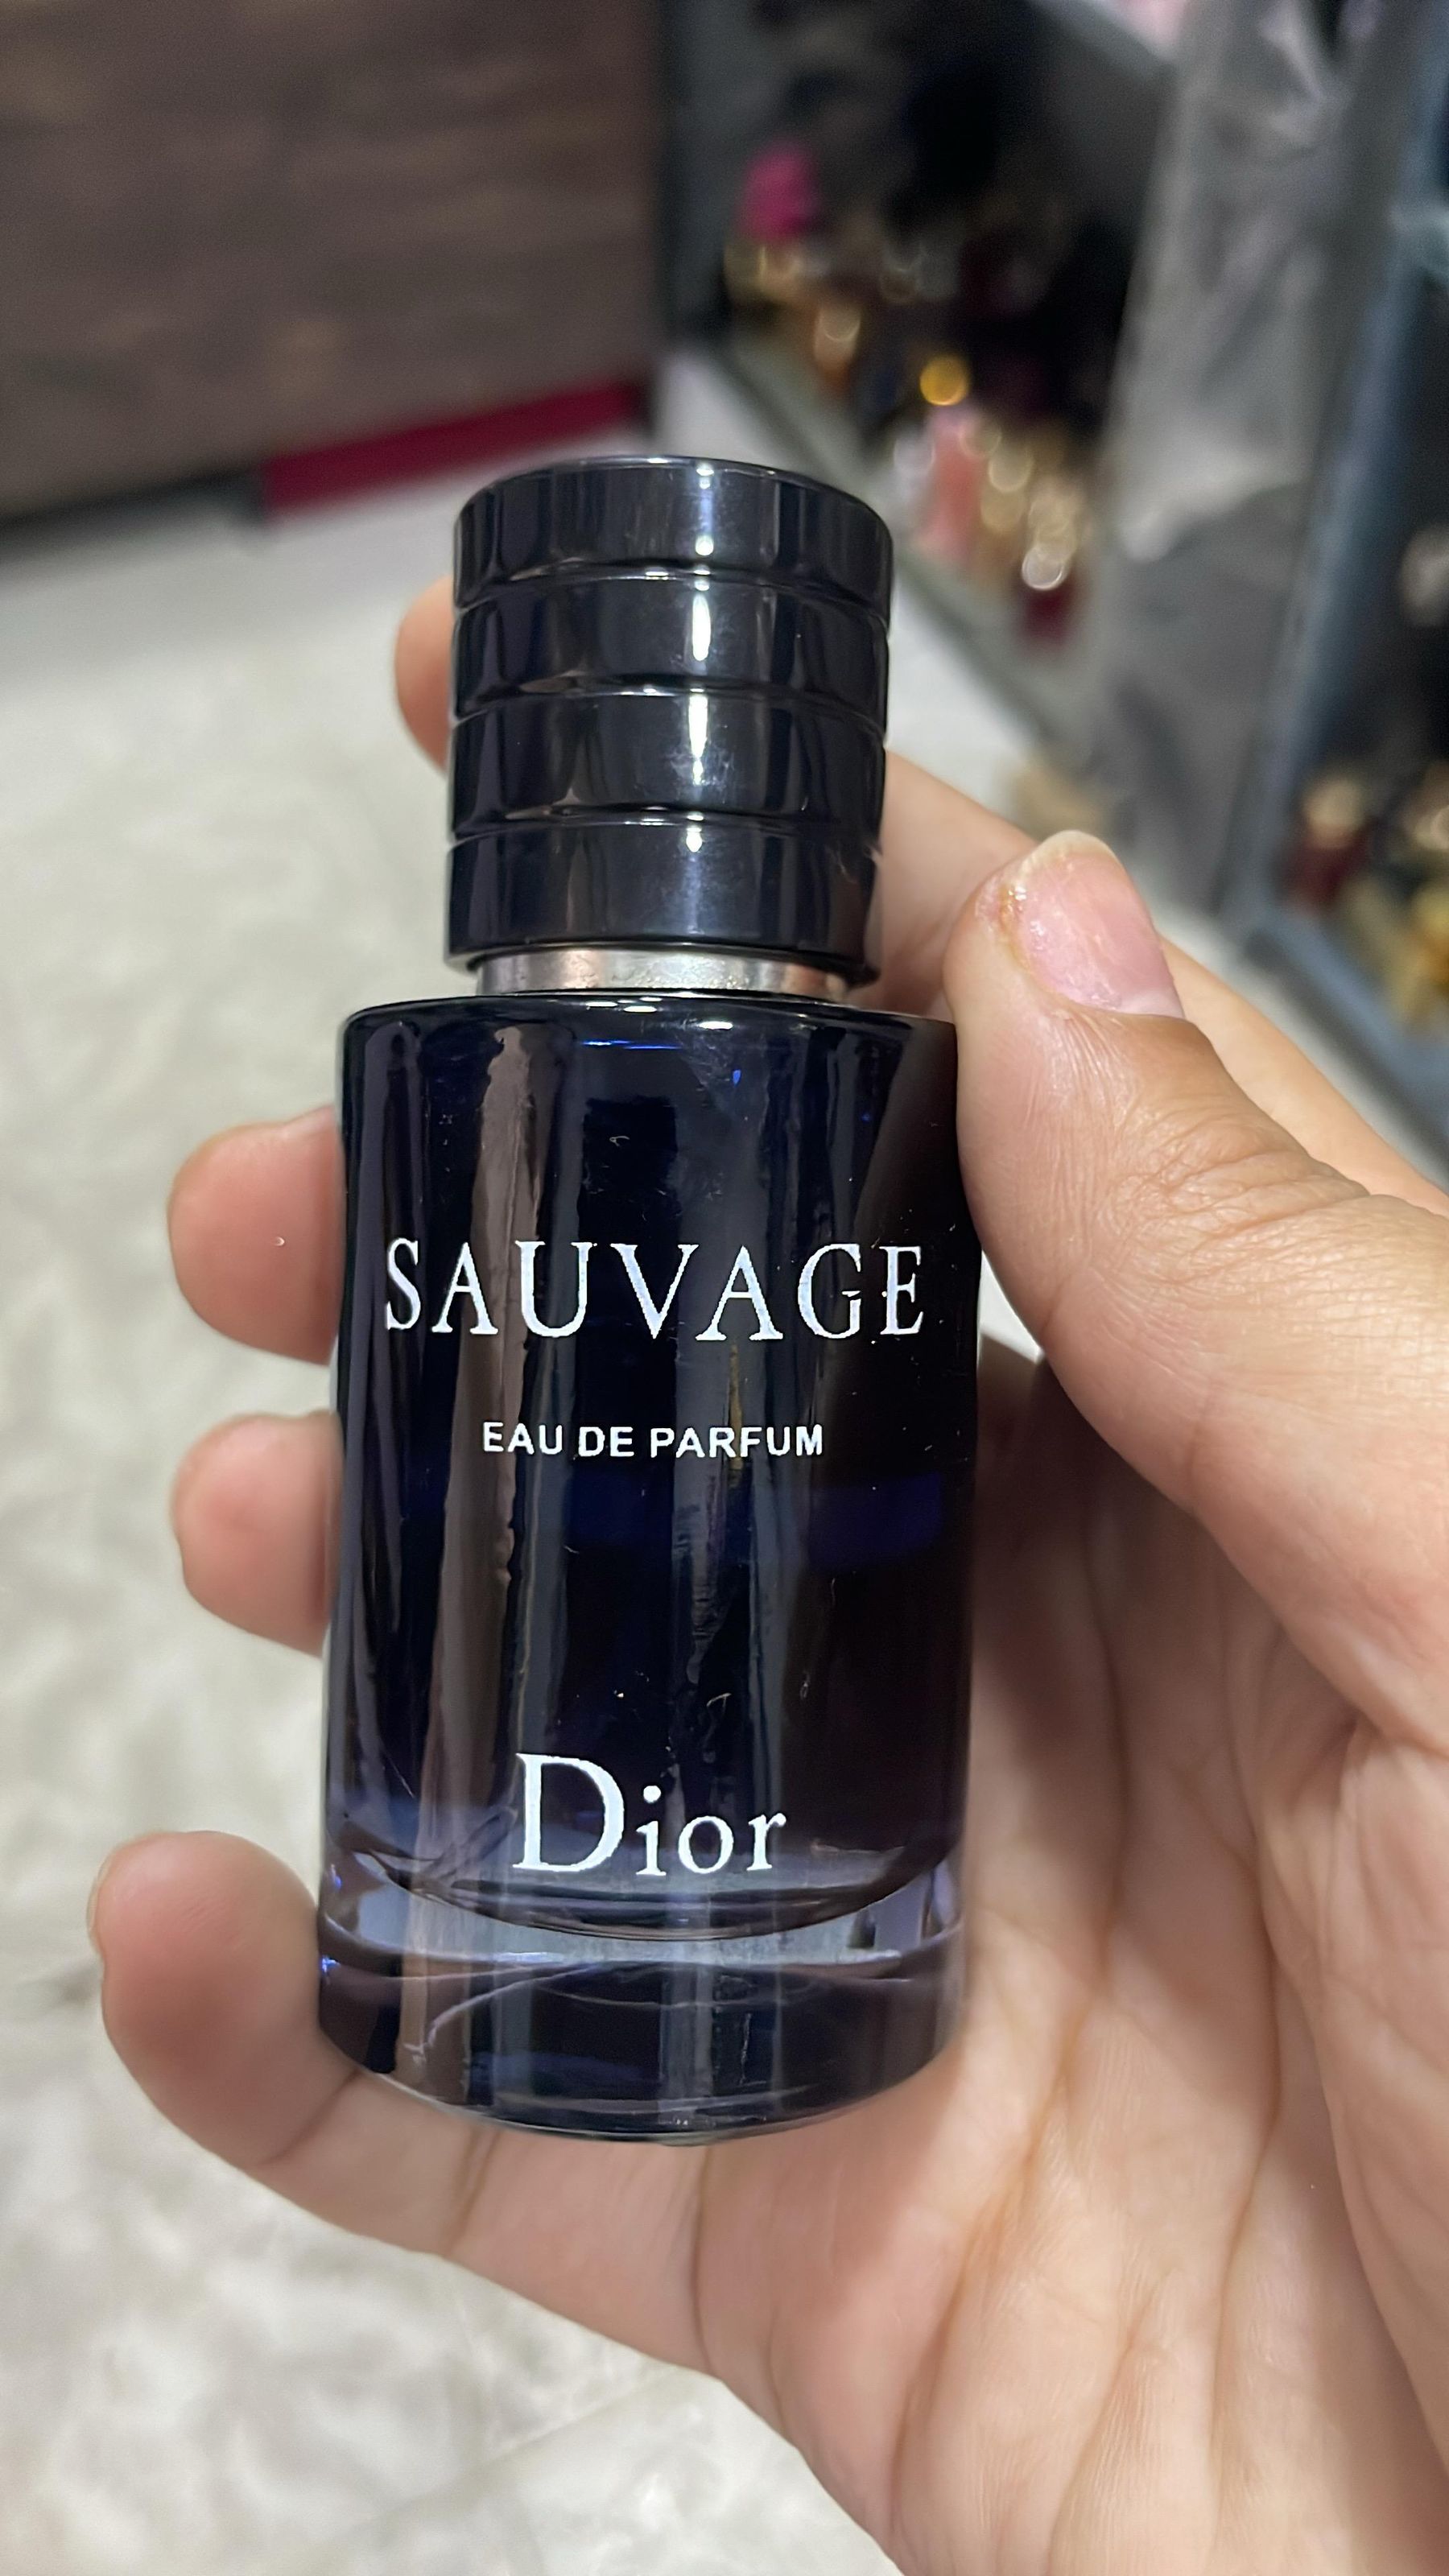 SAUVAGE
EAU DE PARFUM
Dior